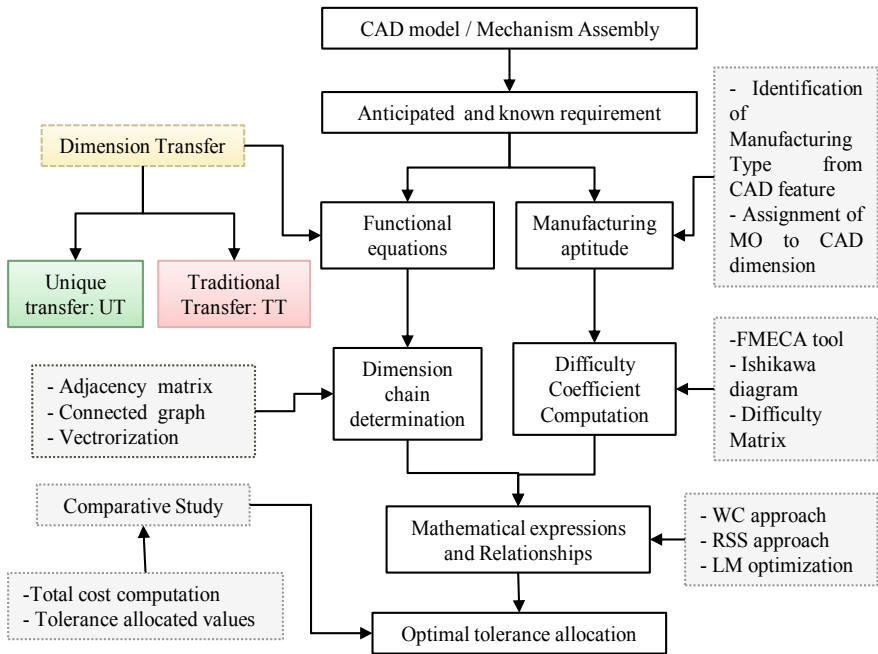 CAD model / Mechanism Assembly
Anticipated and known requirement
- Identification
of
Manufacturing
Type from
CAD feature
- Assignment of
MO to CAD
dimension
Dimension Transfer
Functional
equations
Manufacturing
aptitude
Unique
transfer: UT
Traditional
Transfer: TT
- Adjacency matrix
- Connected graph
- Vectrorization
Dimension
chain
determination
Difficulty
Coefficient
Computation
-FMECA tool
- Ishikawa
diagram
- Difficulty
Matrix
Comparative Study
Mathematical expressions
and Relationships
- WC approach
- RSS approach
- LM optimization
-Total cost computation
- Tolerance allocated values
Optimal tolerance allocation